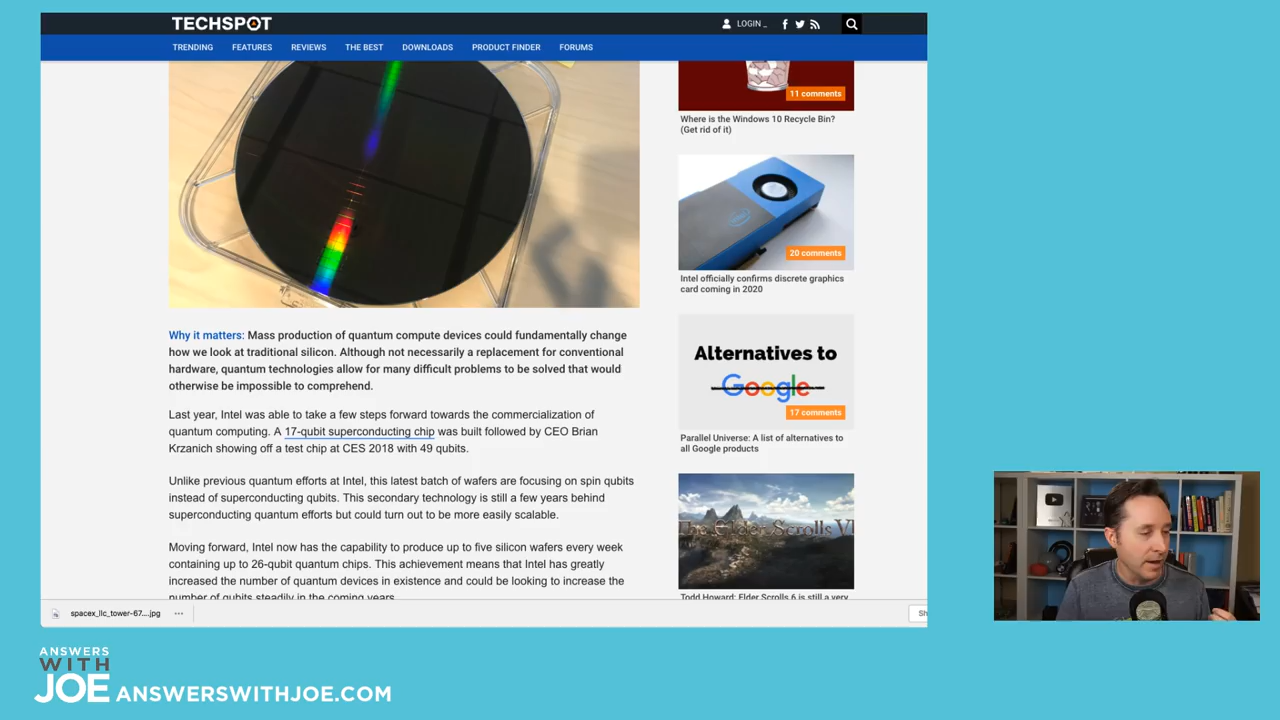 TECHSPOT
LOGIN _
TRENDING FEATURES REVIEWS THE BEST DOWNLOADS PRODUCT FINDER FORUMS
Why it matters: Mass production of quantum compute devices could fundamentally change
how we look at traditional silicon. Although not necessarily a replacement for conventional
hardware, quantum technologies allow for many difficult problems to be solved that would
otherwise be impossible to comprehend.
Last year, Intel was able to take a few steps forward towards the commercialization of
quantum computing. A 17-qubit superconducting chip was built followed by CEO Brian
Krzanich showing off a test chip at CES 2018 with 49 qubits.
Unlike previous quantum efforts at Intel, this latest batch of wafers are focusing on spin qubits
instead of superconducting qubits. This secondary technology is still a few years behind
superconducting quantum efforts but could turn out to be more easily scalable.
Moving forward, Intel now has the capability to produce up to five silicon wafers every week
containing up to 26-qubit quantum chips. This achievement means that Intel has greatly
increased the number of quantum devices in existence and could be looking to increase the
number of qubits steadily in the coming years.
11 comments
Where is the Windows 10 Recycle Bin?
(Get rid of it)
20 comments
Intel officially confirms discrete graphics
card coming in 2020
Alternatives to
Google
17 comments
Parallel Universe: A list of alternatives to
all Google products
The Elder Scrolls VI
Todd Howard: Elder Scrolls 6 is still a very
spacex_llc_tower-67....jpg
Sh
ANSWERS
WITH
JOE ANSWERSWITHJOE.COM